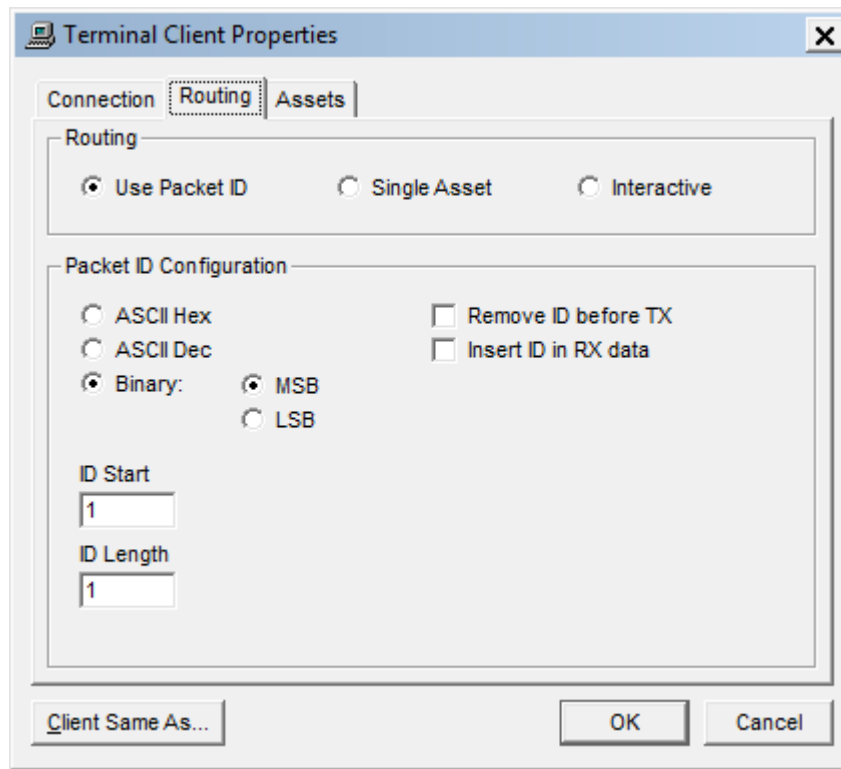 Terminal Client Properties
Connection Routing Assets
Routing
Use Packet ID Single Asset Interactive
Packet ID Configuration
ASCII Hex Remove ID before TX
ASCII Dec Insert ID in RX data
Binary: MSB
LSB
ID Start
1
ID Length
1
Client Same As... OK Cancel